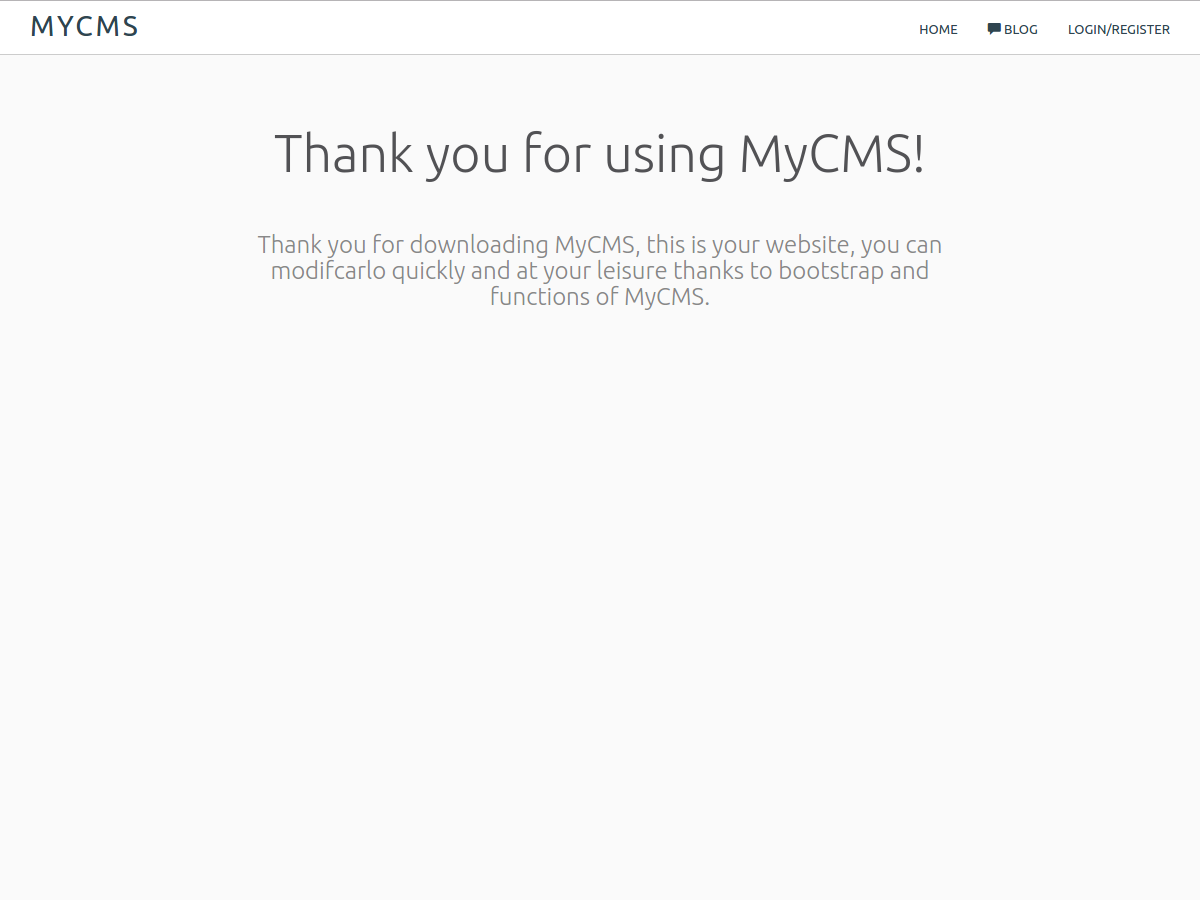 MYCMS
HOME
BLOG
LOGIN/REGISTER
Thank you for using MyCMS!
Thank you for downloading MyCMS, this is your website, you can
modifcarlo quickly and at your leisure thanks to bootstrap and
functions of MyCMS.